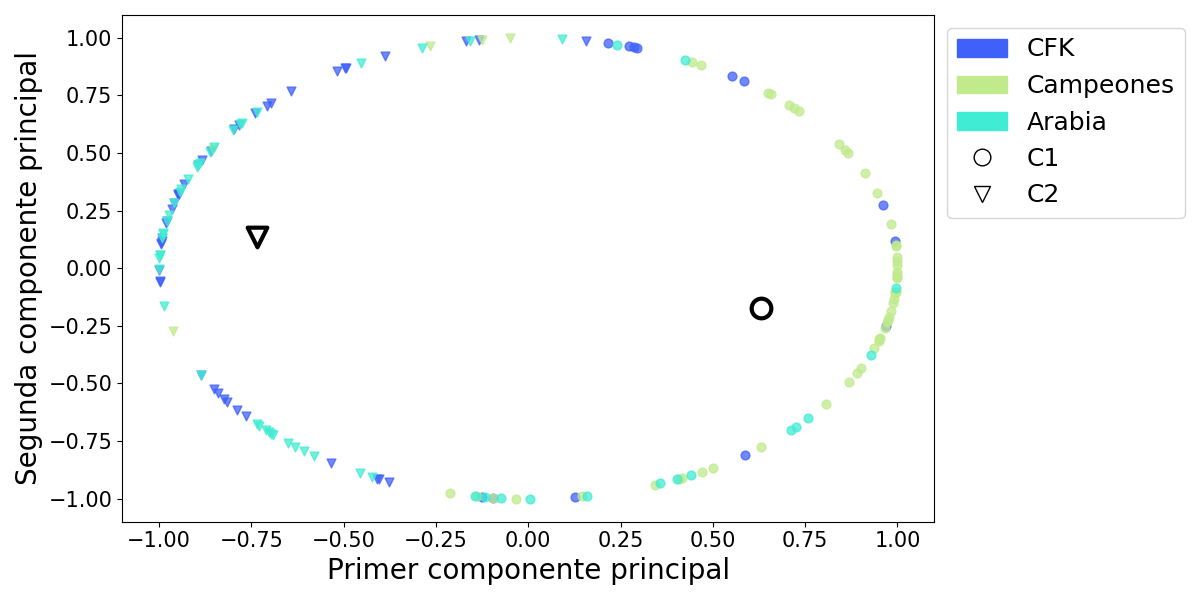 Segunda componente principal
1.00
0.75
0.50
0.25
0.00
−0.25
−0.50
−0.75
−1.00
−1.00 −0.75 −0.50 −0.25 0.00 0.25 0.50 0.75 1.00
Primer componente principal
CFK
Campeones
Arabia
C1
C2